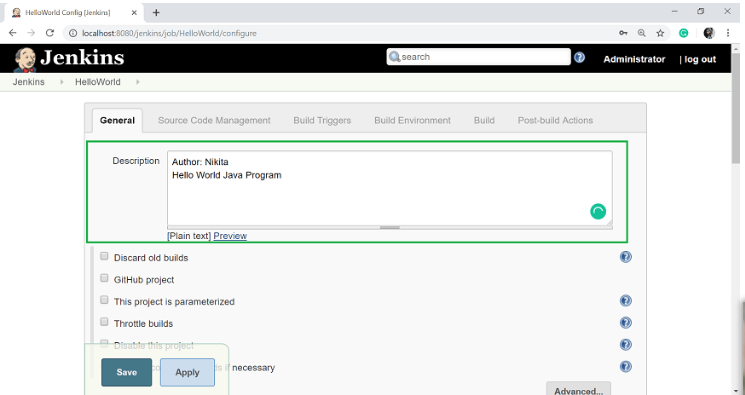 HelloWorld Config [Jenkins]
localhost:8080/jenkins/job/HelloWorld/configure
Jenkins
search
Administrator
| log out
Jenkins
HelloWorld
General
Source Code Management
Build Triggers
Build Environment
Build
Post-build Actions
Description
Author: Nikita
Hello World Java Program
[Plain text] Preview
Discard old builds
GitHub project
This project is parameterized
Throttle builds
Disable this project
if necessary
Save
Apply
Advanced...